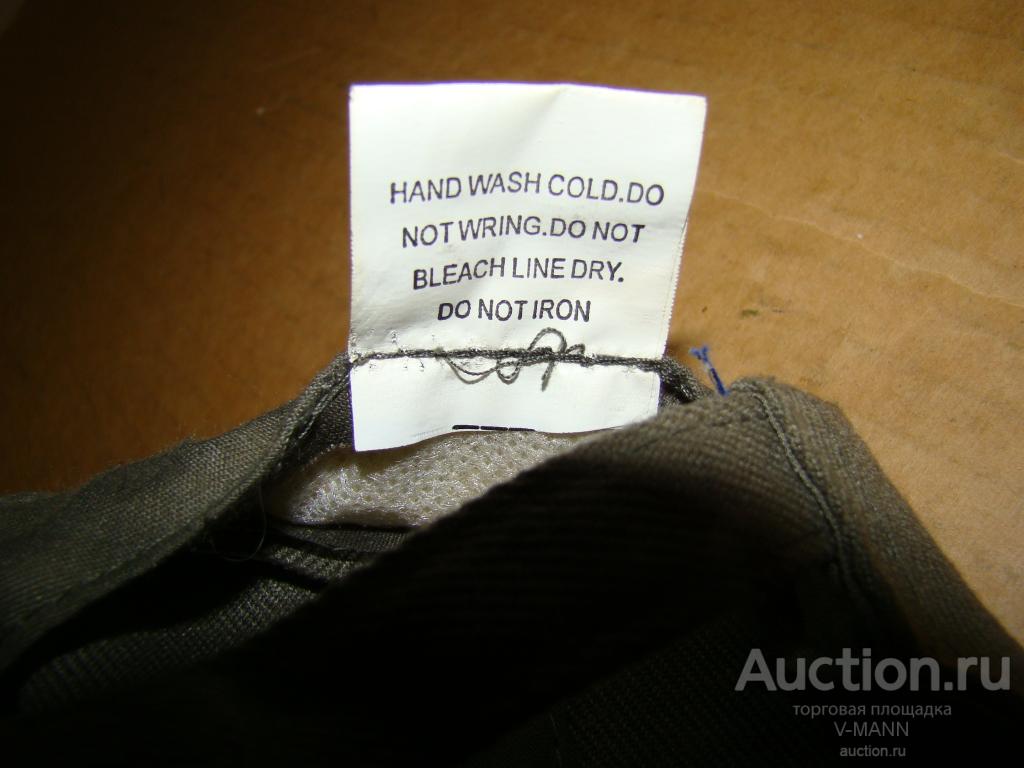 HAND WASH COLD.DO
NOT WRING.DO NOT
BLEACH LINE DRY.
DO NOT IRON
Auction.ru
торговая площадка
V-MANN
auction.ru